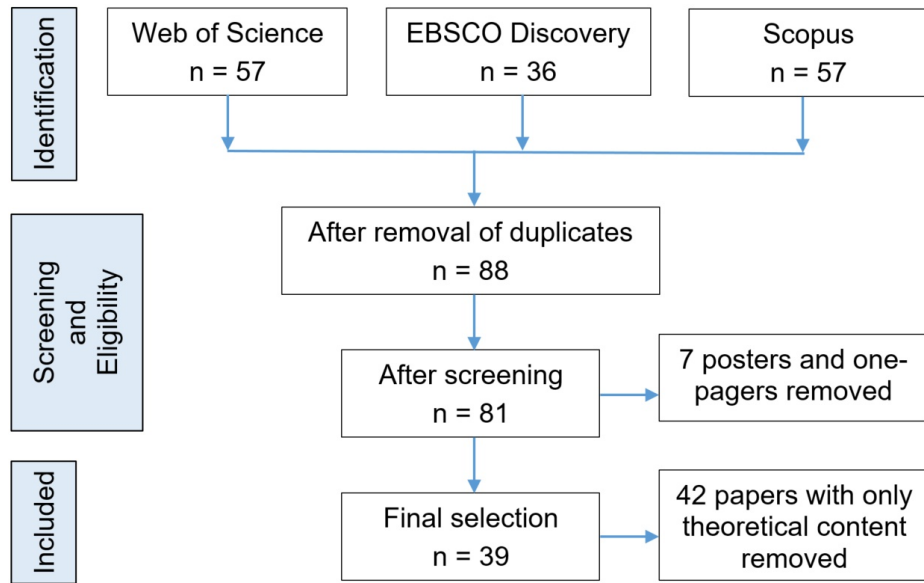 Identification
Web of Science
n = 57
EBSCO Discovery
n = 36
Scopus
n = 57
Screening
and
Eligibility
After removal of duplicates
n = 88
After screening
n = 81
7 posters and one-
pagers removed
Included
Final selection
n = 39
42 papers with only
theoretical content
removed